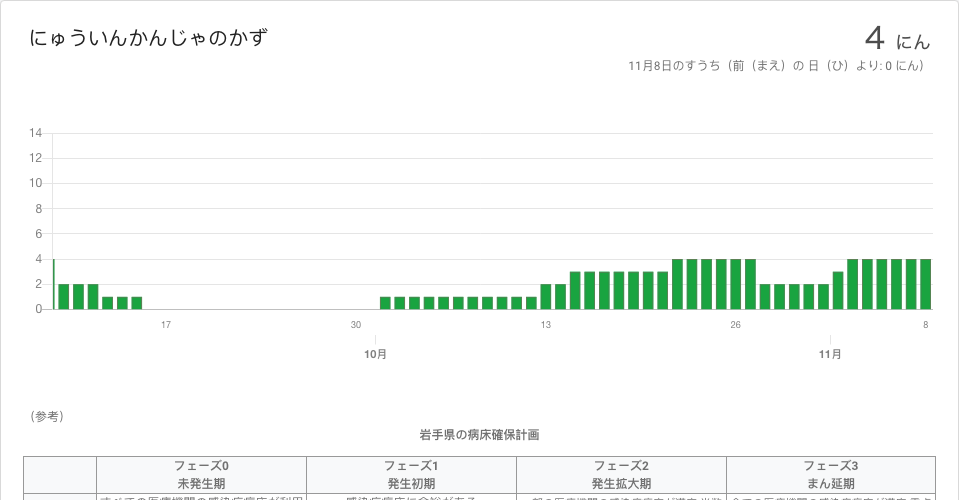 にゅういんかんじゃのかず
4 にん
11月8日のすうち（前（まえ）の 日（ひ）より: 0 にん）
14
12
10
8
6
4
2
0
17 30 13 26 8
10月 11月
（参考）
岩手県の病床確保計画
フェーズ0 フェーズ1 フェーズ2 フェーズ3
未発生期 発生初期 発生拡大期 まん延期